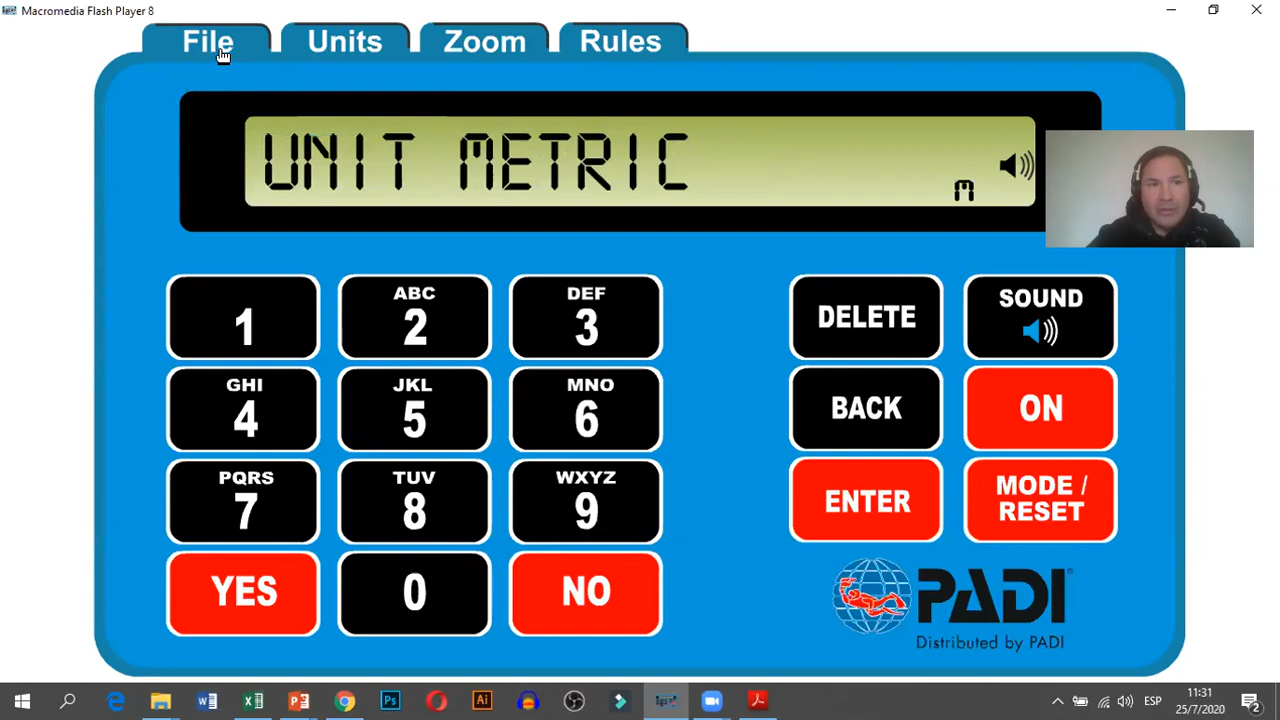 Macromedia Flash Player 8
File Units Zoom Rules
UNIT METRIC
m
1
ABC
2
DEF
3
DELETE
SOUND
GHI
4
JKL
5
MNO
6
BACK
ON
PQRS
7
TUV
8
WXYZ
9
ENTER
MODE /
RESET
YES
0
NO
PADI®
Distributed by PADI
ESP
11:31
25/7/2020
2